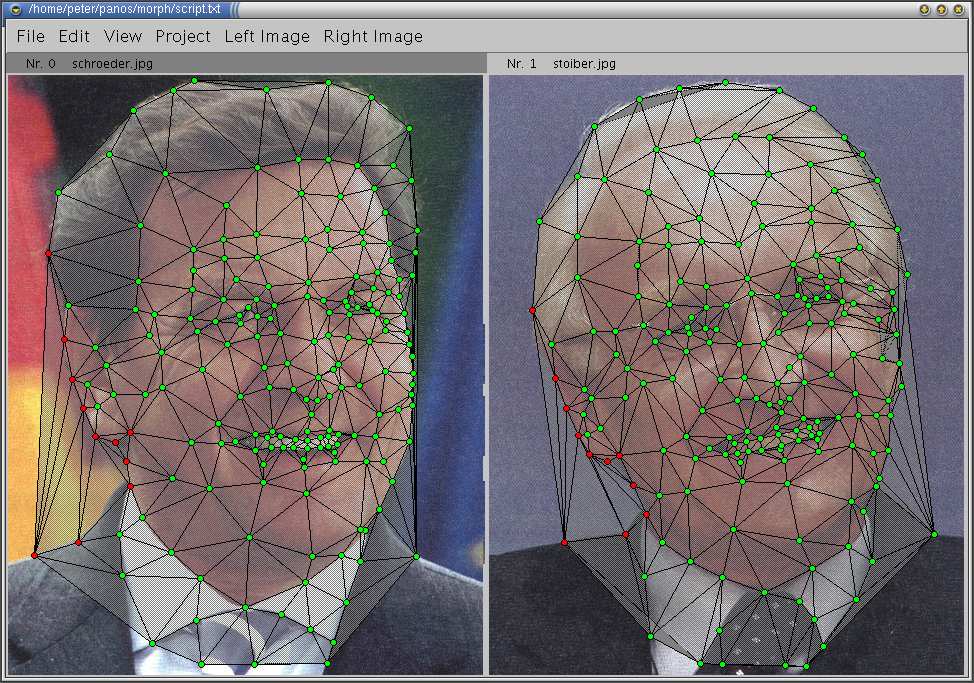 /home/peter/panos/morph/script.txt
File Edit View Project Left Image Right Image
Nr. 0 schroeder.jpg Nr. 1 stoiber.jpg